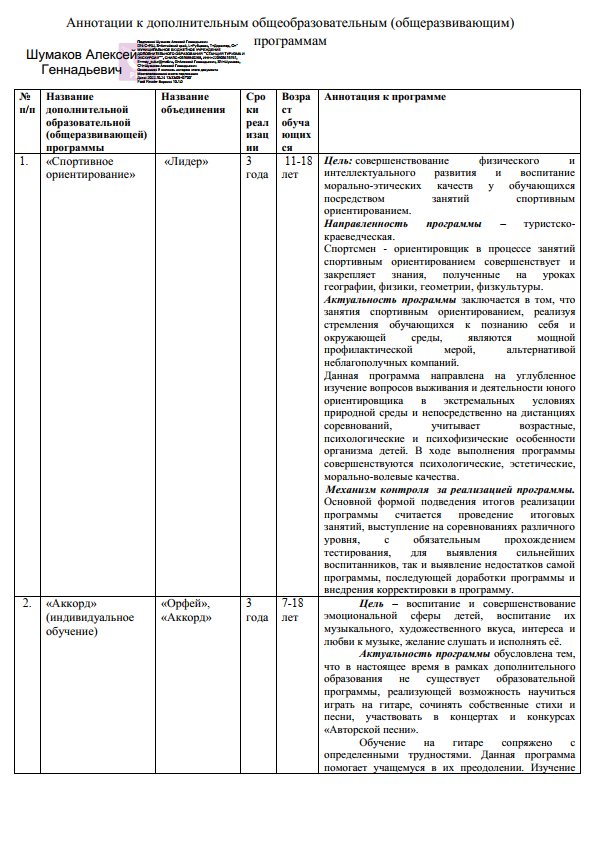 Аннотации к дополнительным общеобразовательным (общеразвивающим)
программам
Шумаков Алексей
Геннадьевич
№ п/п
Название дополнительной образовательной (общеразвивающей) программы
Название объединения
Сро ки реал изац ии
Возра ст обуча ющих ся
Аннотация к программе
1.
«Спортивное
ориентирование»
«Лидер»
3
года
11-18
лет
Цель: совершенствование физического и
интеллектуального развития и воспитание
морально-этических качеств у обучающихся
посредством занятий спортивным
ориентированием.
Направленность программы – туристско-
краеведческая.
Спортсмен - ориентировщик в процессе занятий
спортивным ориентированием совершенствует и
закрепляет знания, полученные на уроках
географии, физики, геометрии, физкультуры.
Актуальность программы заключается в том, что
занятия спортивным ориентированием, реализуя
стремления обучающихся к познанию себя и
окружающей среды, являются мощной
профилактической мерой, альтернативой
неблагополучных компаний.
Данная программа направлена на углубленное
изучение вопросов выживания и деятельности юного
ориентировщика в экстремальных условиях
природной среды и непосредственно на дистанциях
соревнований, учитывает возрастные,
психологические и психофизические особенности
организма детей. В ходе выполнения программы
совершенствуются психологические, эстетические,
морально-волевые качества.
Механизм контроля за реализацией программы.
Основной формой подведения итогов реализации
программы считается проведение итоговых
занятий, выступление на соревнованиях различного
уровня, с обязательным прохождением
тестирования, для выявления сильнейших
воспитанников, так и выявление недостатков самой
программы, последующей доработки программы и
внедрения корректировки в программу.
2.
«Аккорд»
(индивидуальное
обучение)
«Орфей»,
«Аккорд»
3
года
7-18
лет
Цель – воспитание и совершенствование
эмоциональной сферы детей, воспитание их
музыкального, художественного вкуса, интереса и
любви к музыке, желание слушать и исполнять её.
Актуальность программы обусловлена тем,
что в настоящее время в рамках дополнительного
образования не существует образовательной
программы, реализующей возможность научиться
играть на гитаре, сочинять собственные стихи и
песни, участвовать в концертах и конкурсах
«Авторской песни».
Обучение на гитаре сопряжено с
определенными трудностями. Данная программа
помогает учащемуся в их преодолении. Изучение